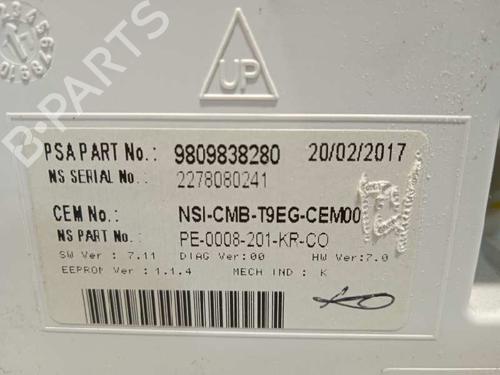 UP
B-PARTS
PSA PART No.: 9809838280 20/02/2017
NS SERIAL No.: 2278080241
CEM No.: NSI-CMB-T9EG-CEM00
NS PART No.: PE-0008-201-KR-CO
SW Ver : 7.11 DIAG Ver:00 HW Ver:7.0
EEPROM Ver : 1.1.4 MECH IND : K